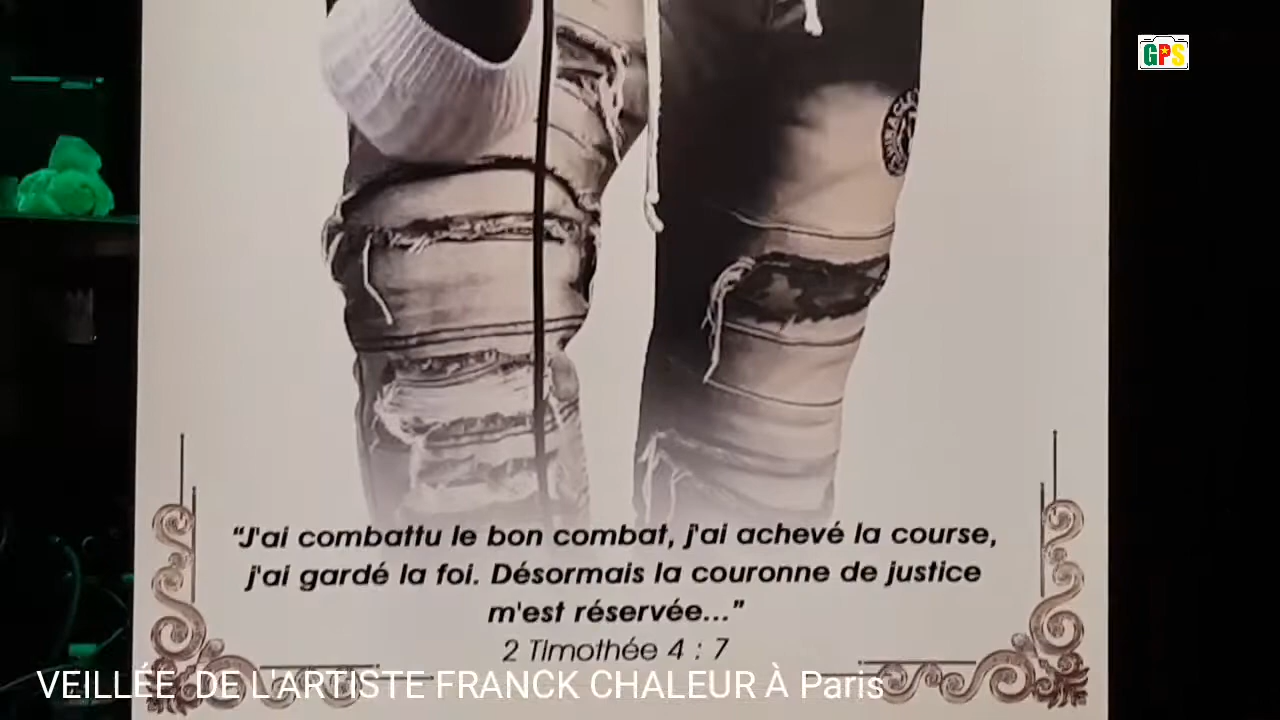 GPS
“J'ai combattu le bon combat, j'ai achevé la course,
j'ai gardé la foi. Désormais la couronne de justice
m'est réservée...”
2 Timothée 4 : 7
VEILLÉE DE L'ARTISTE FRANCK CHALEUR À Paris